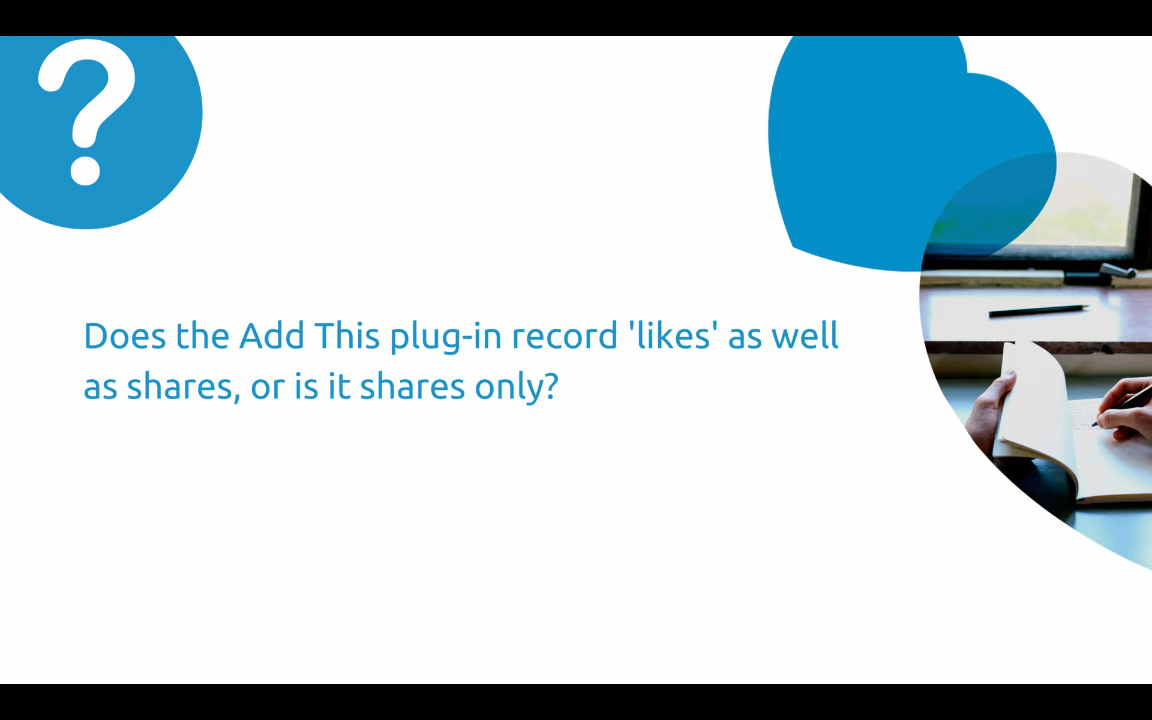 ?
Does the Add This plug-in record 'likes' as well
as shares, or is it shares only?